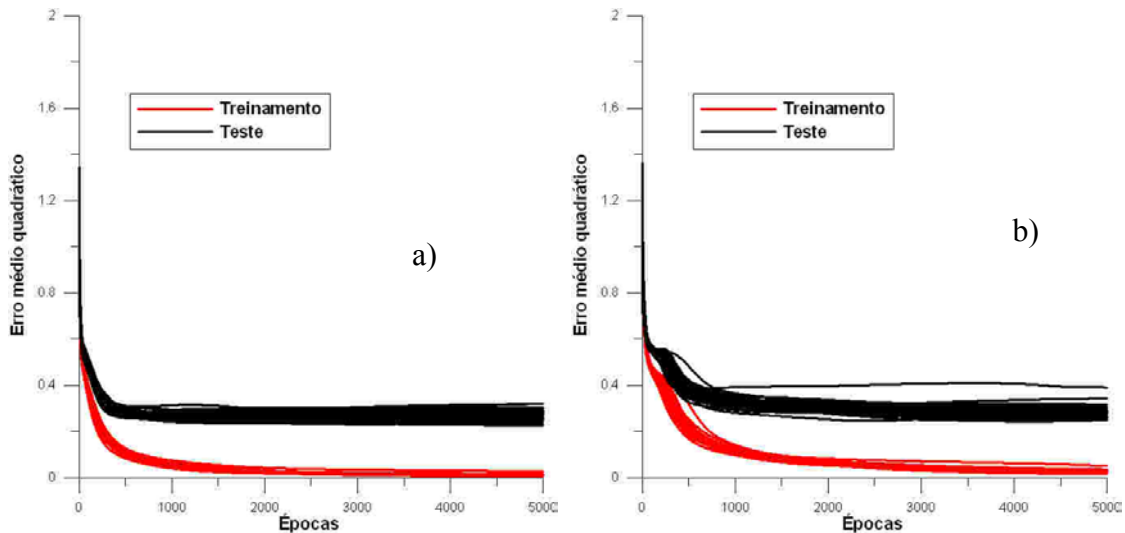 2
1.6
1.2
0.8
0.4
0
Erro médio quadrático
Treinamento
Teste
a)
0
1000
2000
3000
4000
5000
Épocas
2
1.6
1.2
0.8
0.4
0
Erro médio quadrático
Treinamento
Teste
b)
0
1000
2000
3000
4000
5000
Épocas